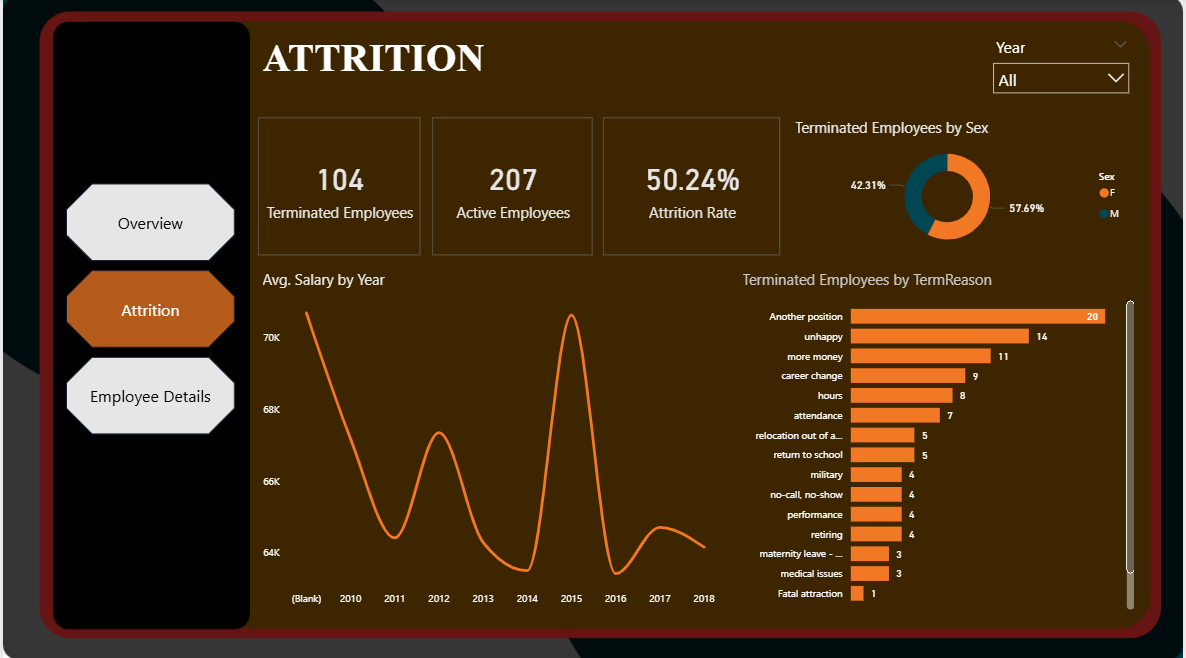 ATTRITION
Year
All
Overview
Attrition
Employee Details
104
Terminated Employees
207
Active Employees
50.24%
Attrition Rate
Terminated Employees by Sex
42.31%
57.69%
Sex
F
M
Avg. Salary by Year
70K
68K
66K
64K
(Blank) 2010 2011 2012 2013 2014 2015 2016 2017 2018
Terminated Employees by TermReason
Another position 20
unhappy 14
more money 11
career change 9
hours 8
attendance 7
relocation out of a... 5
return to school 5
military 4
no-call, no-show 4
performance 4
retiring 4
maternity leave - ... 3
medical issues 3
Fatal attraction 1